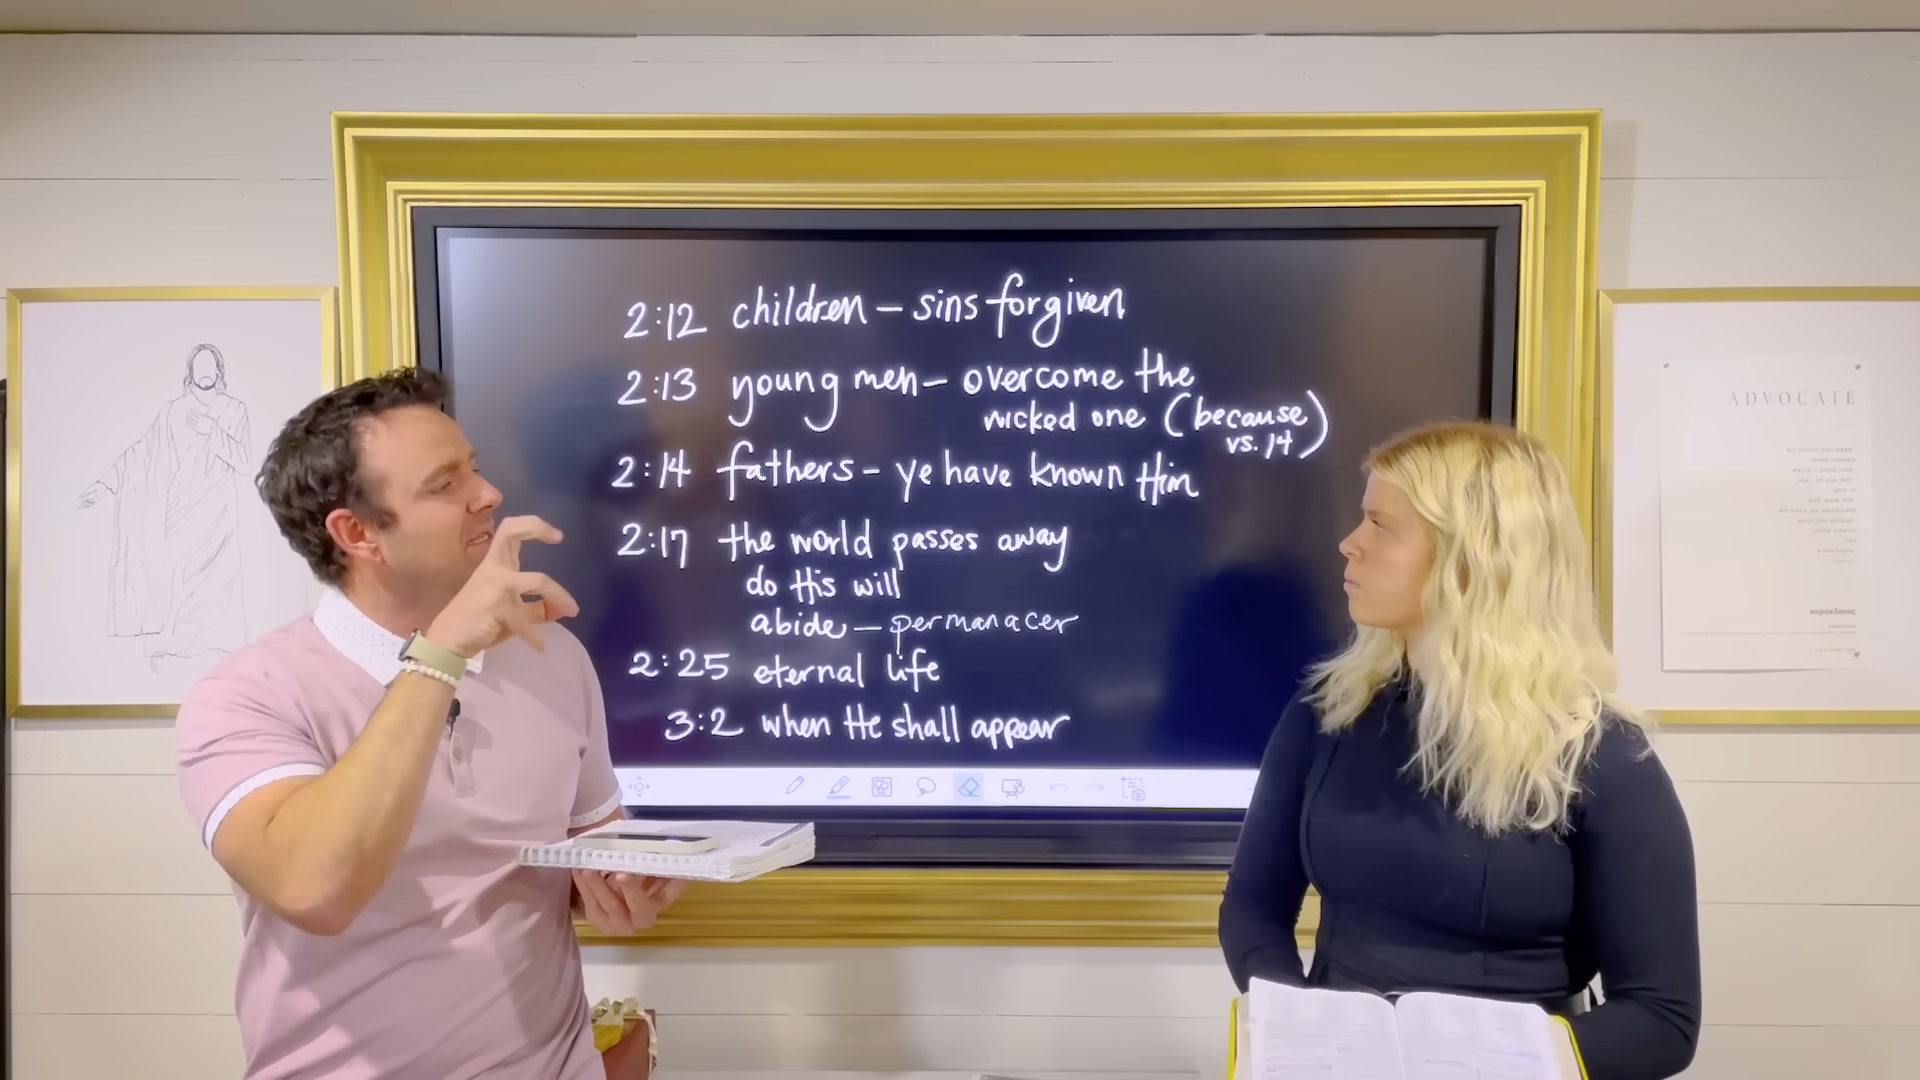 2:12 children – sins forgiven
2:13 young men – overcome the
wicked one (because
vs. 14)
2:14 fathers – ye have known Him
2:17 the world passes away
do His will
abide – permanacer
2:25 eternal life
3:2 when He shall appear
ADVOCATE